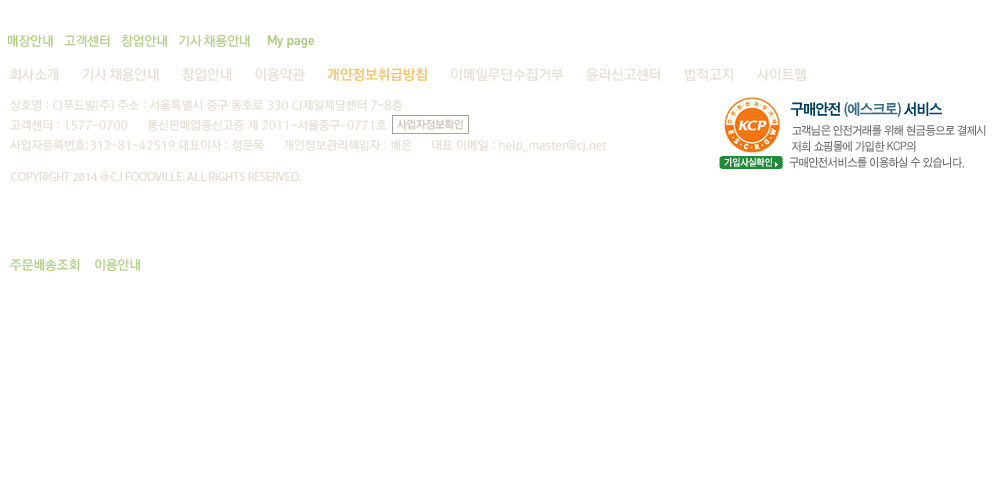 매장안내 고객센터 창업안내 기사 채용안내 My page
회사소개 기사 채용안내 창업안내 이용약관 개인정보취급방침 이메일무단수집거부 윤리신고센터 법적고지 사이트맵
상호명 : CJ푸드빌(주) 주소 : 서울특별시 중구 동호로 330 CJ제일제당센터 7~8층
고객센터 : 1577-0700 통신판매업종신고증 제 2011-서울중구-0771호 사업자정보확인
사업자등록번호:312-81-42519 대표이사 : 정문목 개인정보관리책임자 : 배은 대표 이메일 : help_master@cj.net
COPYRIGHT 2014 @ CJ FOODVILLE. ALL RIGHTS RESERVED.
KCP
E·S·C·R·O·W
가입사실확인
구매안전 (에스크로) 서비스
고객님은 안전거래를 위해 현금등으로 결제시
저희 쇼핑몰에 가입한 KCP의
구매안전서비스를 이용하실 수 있습니다.
주문배송조회 이용안내